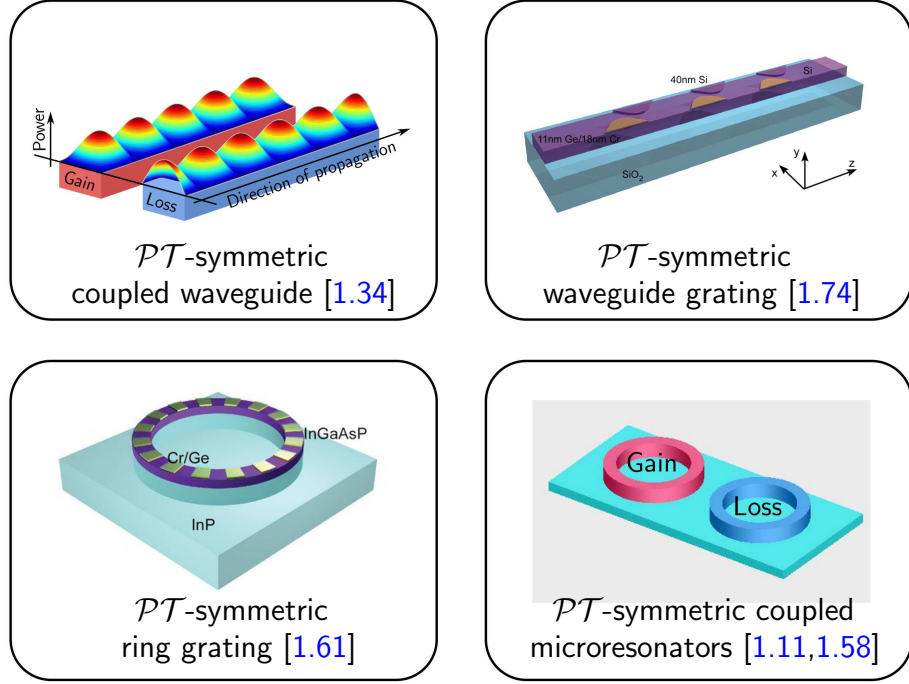 Power
Gain
Loss
Direction of propagation
𝒫𝒯-symmetric
coupled waveguide [1.34]
40nm Si
Si
11nm Ge/18nm Cr
SiO₂
y
x
z
𝒫𝒯-symmetric
waveguide grating [1.74]
InGaAsP
Cr/Ge
InP
𝒫𝒯-symmetric
ring grating [1.61]
Gain
Loss
𝒫𝒯-symmetric coupled
microresonators [1.11,1.58]